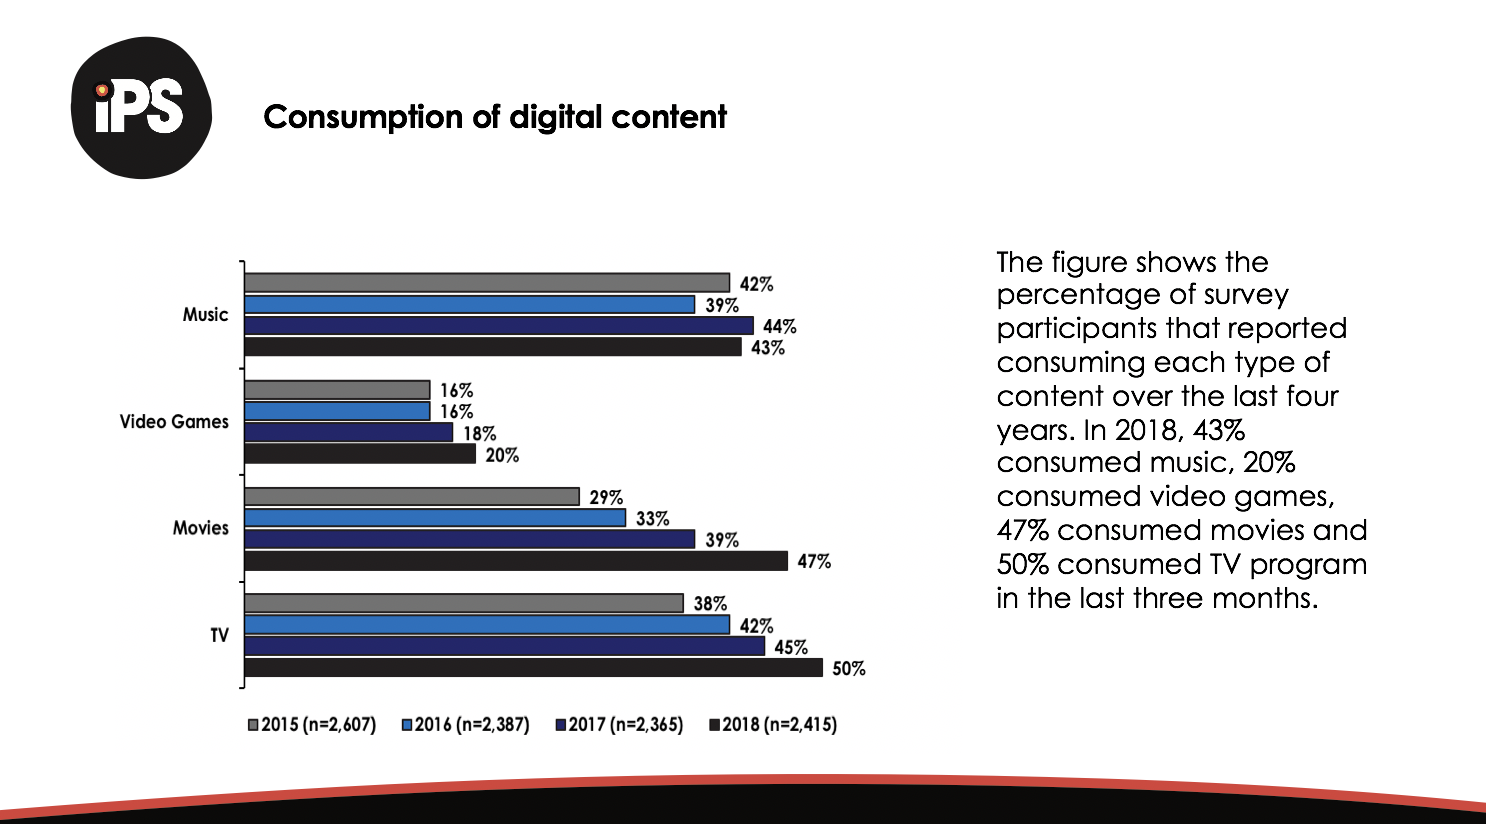 iPS
Consumption of digital content
Music
42%
39%
44%
43%
Video Games
16%
16%
18%
20%
Movies
29%
33%
39%
47%
TV
38%
42%
45%
50%
2015 (n=2,607) 2016 (n=2,387) 2017 (n=2,365) 2018 (n=2,415)
The figure shows the
percentage of survey
participants that reported
consuming each type of
content over the last four
years. In 2018, 43%
consumed music, 20%
consumed video games,
47% consumed movies and
50% consumed TV program
in the last three months.